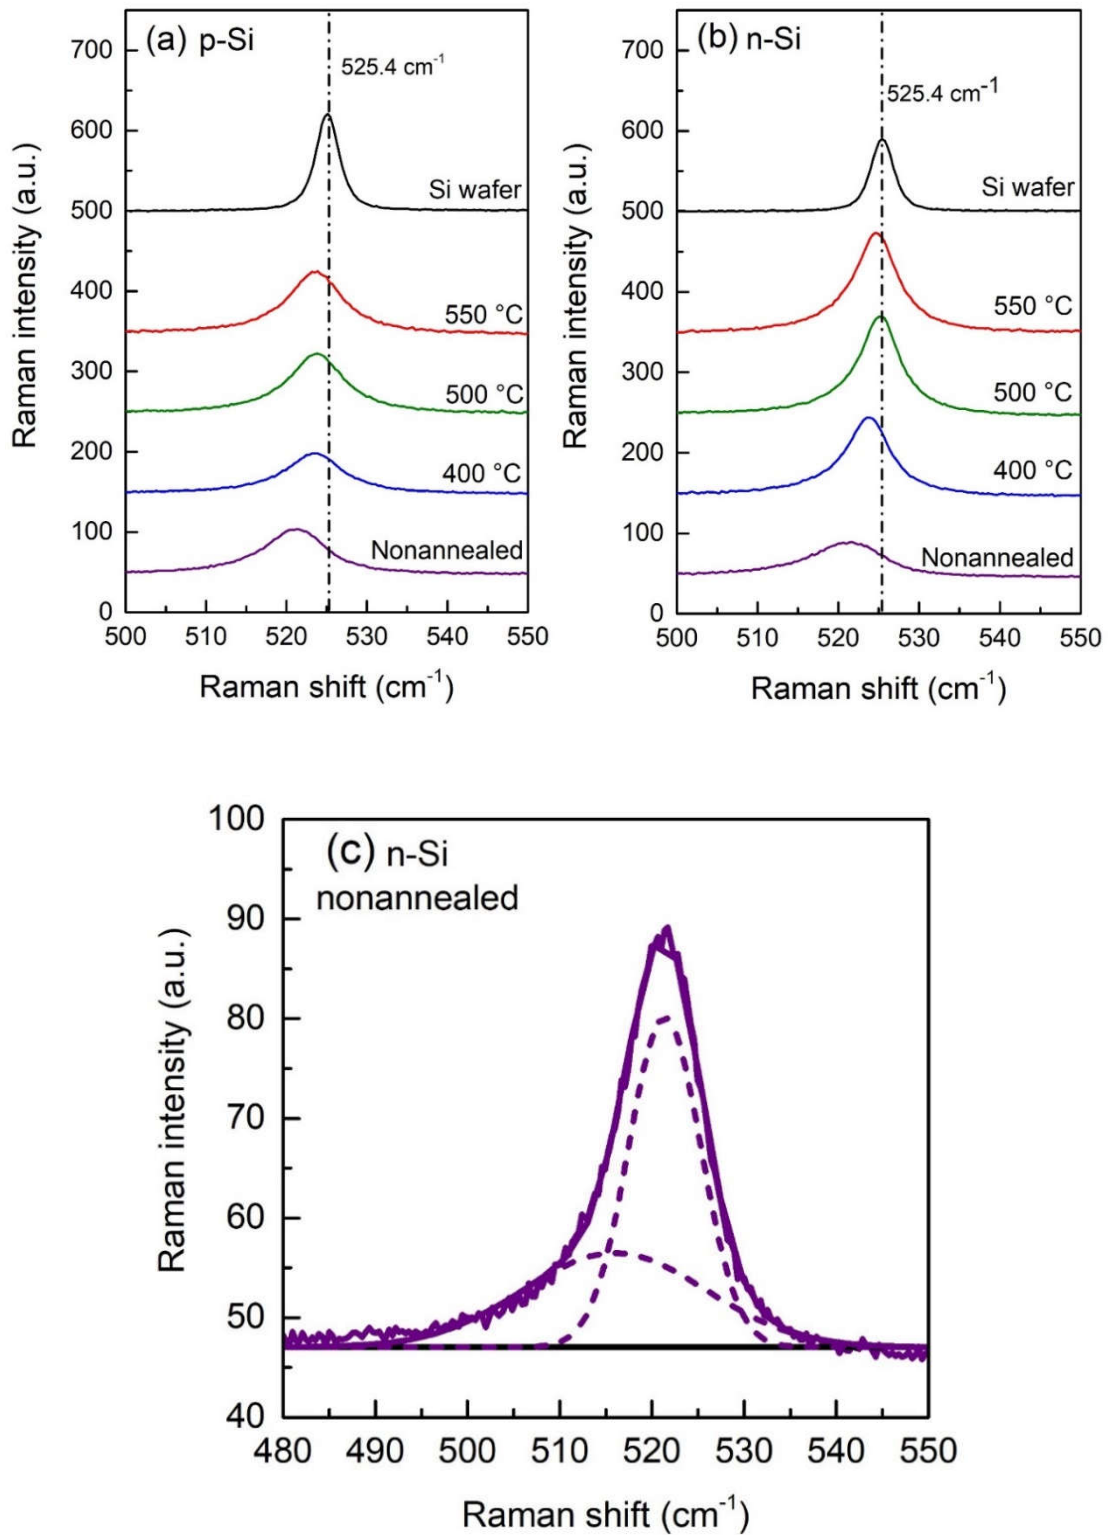 (a) p-Si
525.4 cm⁻¹
Si wafer
550 °C
500 °C
400 °C
Nonannealed
700
600
500
400
300
200
100
0
500 510 520 530 540 550
Raman intensity (a.u.)
Raman shift (cm⁻¹)
(b) n-Si
525.4 cm⁻¹
Si wafer
550 °C
500 °C
400 °C
Nonannealed
700
600
500
400
300
200
100
0
500 510 520 530 540 550
Raman intensity (a.u.)
Raman shift (cm⁻¹)
(c) n-Si
nonannealed
100
90
80
70
60
50
40
480 490 500 510 520 530 540 550
Raman intensity (a.u.)
Raman shift (cm⁻¹)